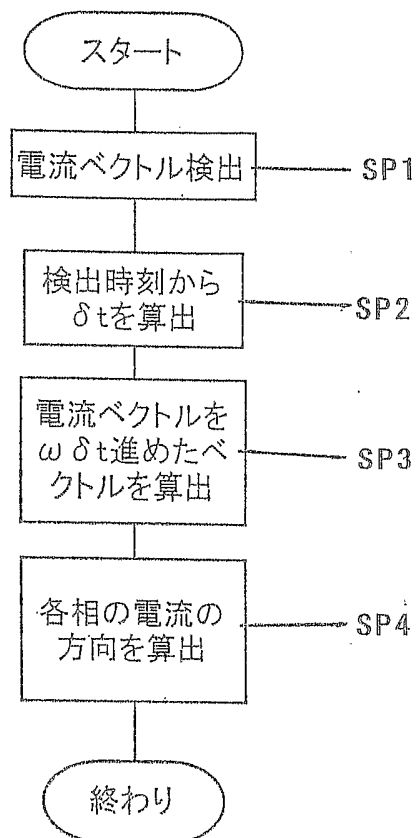 スタート
電流ベクトル検出
SP1
検出時刻から
δtを算出
SP2
電流ベクトルを
ωδt進めたベ
クトルを算出
SP3
各相の電流の
方向を算出
SP4
終わり